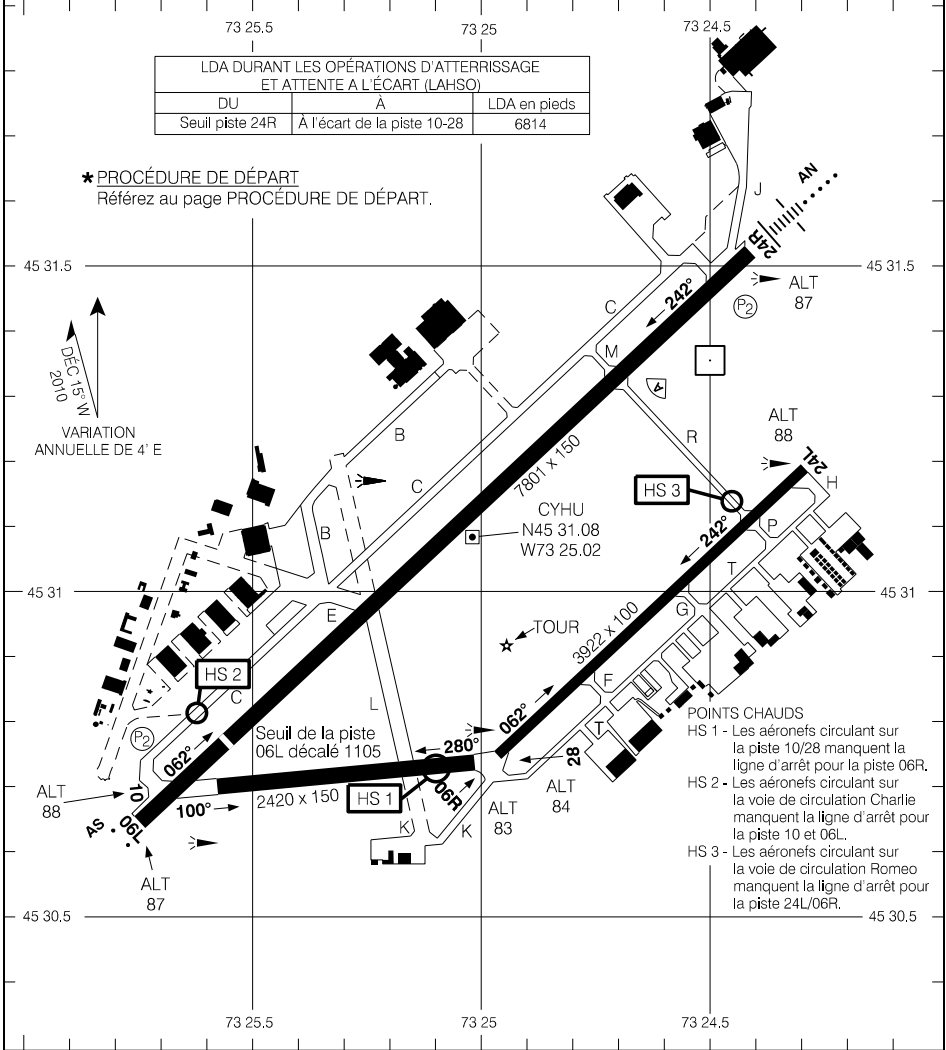 73 25.5
73 25
73 24.5
LDA DURANT LES OPÉRATIONS D'ATTERRISSAGE
ET ATTENTE A L'ÉCART (LAHSO)
DU À LDA en pieds
Seuil piste 24R À l'écart de la piste 10-28 6814
* PROCÉDURE DE DÉPART
Référez au page PROCÉDURE DE DÉPART.
AN
J
24R
45 31.5
45 31.5
ALT
87
P2
242°
C
M
A
DÉC 15° W
2010
VARIATION
ANNUELLE DE 4' E
B
C
R
ALT
88
24L
H
7801 x 150
HS 3
P
242°
T
CYHU
N45 31.08
W73 25.02
B
45 31
45 31
E
G
TOUR
3922 x 100
F
HS 2
C
L
062°
T
P2
062°
Seuil de la piste
06L décalé 1105
280°
28
10
100°
2420 x 150
HS 1
06R
ALT
88
AS
06L
ALT
83
ALT
84
K
K
ALT
87
POINTS CHAUDS
HS 1 - Les aéronefs circulant sur
la piste 10/28 manquent la
ligne d'arrêt pour la piste 06R.
HS 2 - Les aéronefs circulant sur
la voie de circulation Charlie
manquent la ligne d'arrêt pour
la piste 10 et 06L.
HS 3 - Les aéronefs circulant sur
la voie de circulation Romeo
manquent la ligne d'arrêt pour
la piste 24L/06R.
45 30.5
45 30.5
73 25.5
73 25
73 24.5